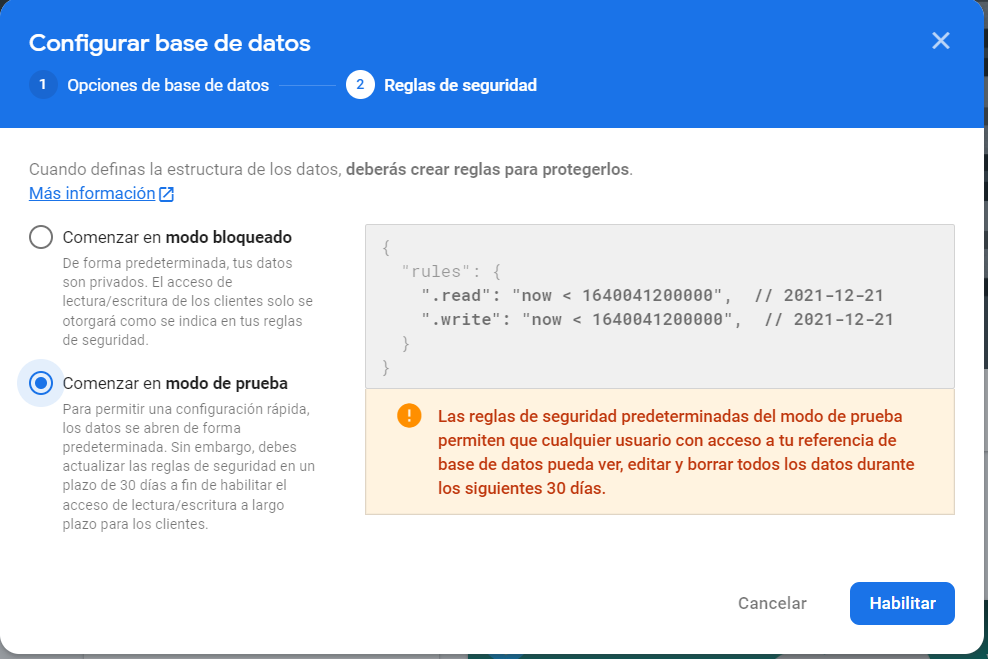 Configurar base de datos
1 Opciones de base de datos 2 Reglas de seguridad
Cuando definas la estructura de los datos, deberás crear reglas para protegerlos.
Más información
Comenzar en modo bloqueado
De forma predeterminada, tus datos
son privados. El acceso de
lectura/escritura de los clientes solo se
otorgará como se indica en tus reglas
de seguridad.
Comenzar en modo de prueba
Para permitir una configuración rápida,
los datos se abren de forma
predeterminada. Sin embargo, debes
actualizar las reglas de seguridad en un
plazo de 30 días a fin de habilitar el
acceso de lectura/escritura a largo
plazo para los clientes.
{
"rules": {
".read": "now < 1640041200000", // 2021-12-21
".write": "now < 1640041200000", // 2021-12-21
}
}
Las reglas de seguridad predeterminadas del modo de prueba
permiten que cualquier usuario con acceso a tu referencia de
base de datos pueda ver, editar y borrar todos los datos durante
los siguientes 30 días.
Cancelar
Habilitar